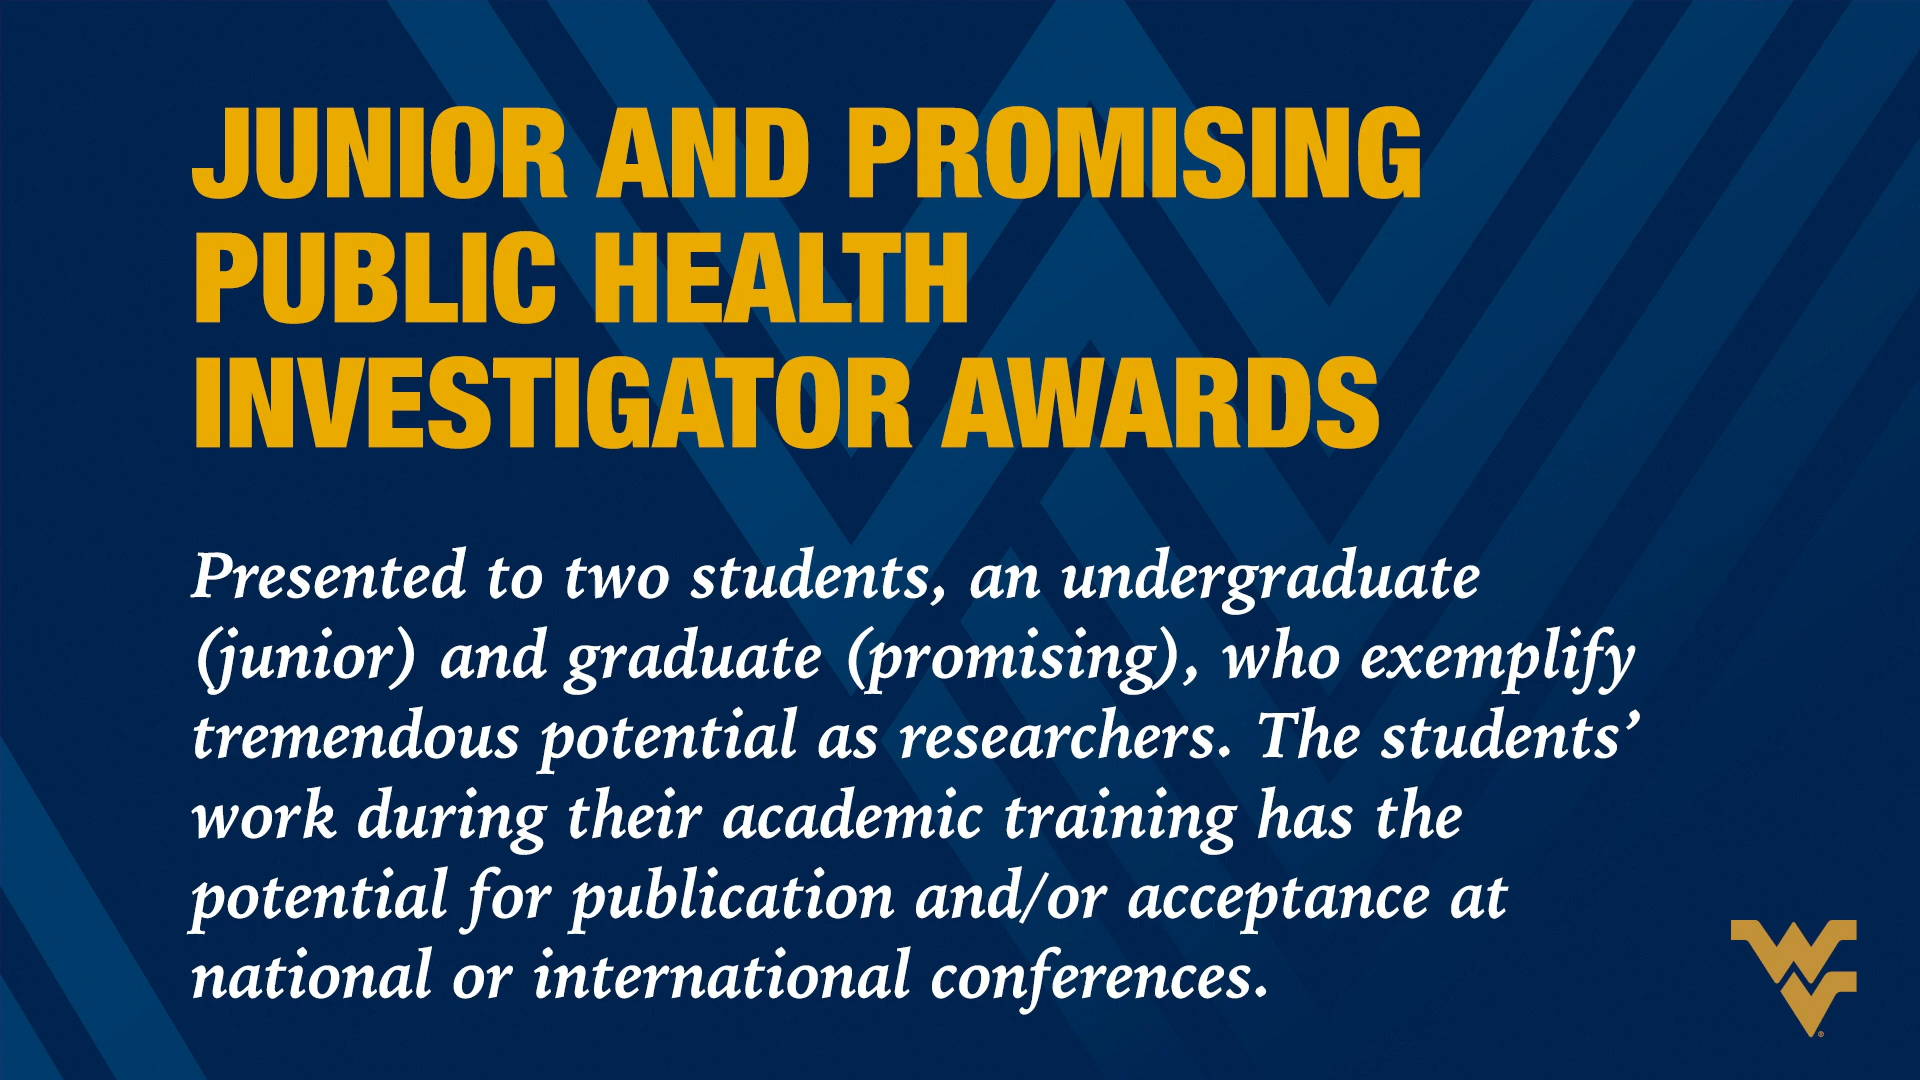 JUNIOR AND PROMISING
PUBLIC HEALTH
INVESTIGATOR AWARDS
Presented to two students, an undergraduate
(junior) and graduate (promising), who exemplify
tremendous potential as researchers. The students’
work during their academic training has the
potential for publication and/or acceptance at
national or international conferences.
WV